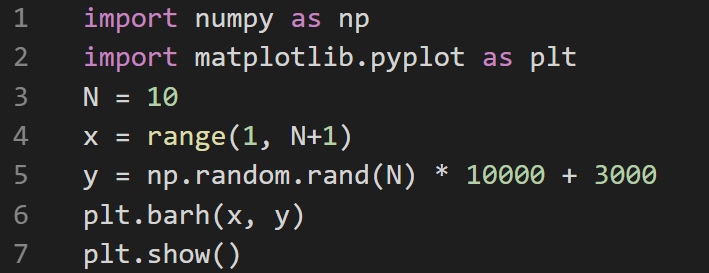 1 import numpy as np
2 import matplotlib.pyplot as plt
3 N = 10
4 x = range(1, N+1)
5 y = np.random.rand(N) * 10000 + 3000
6 plt.barh(x, y)
7 plt.show()